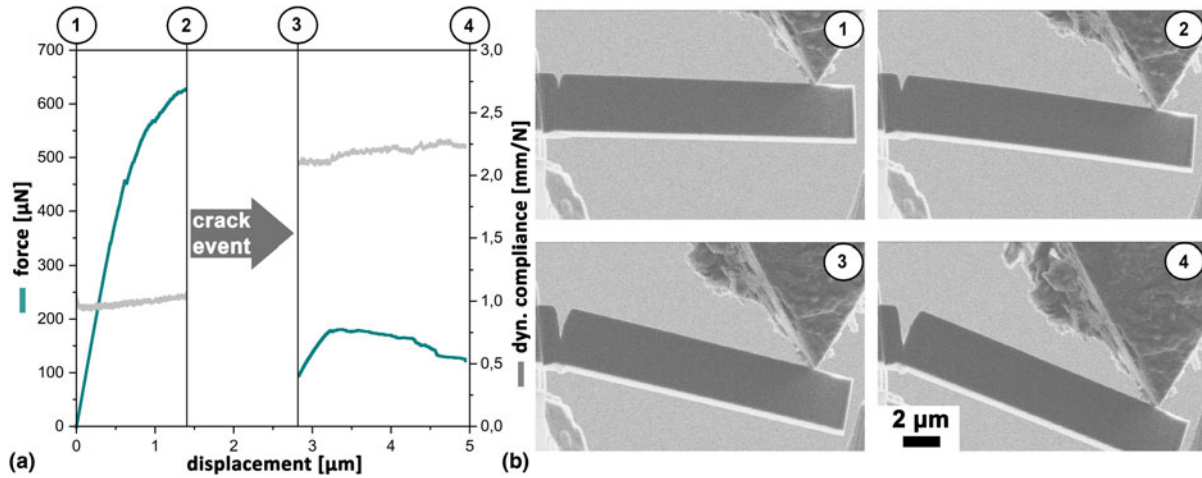 1 2 3 4
700
600
500
400
300
200
100
0
force [µN]
3,0
2,5
2,0
1,5
1,0
0,5
0,0
dyn. compliance [mm/N]
crack
event
0 1 2 3 4 5
displacement [µm]
(a)
(b)
1
2
3
4
2 µm